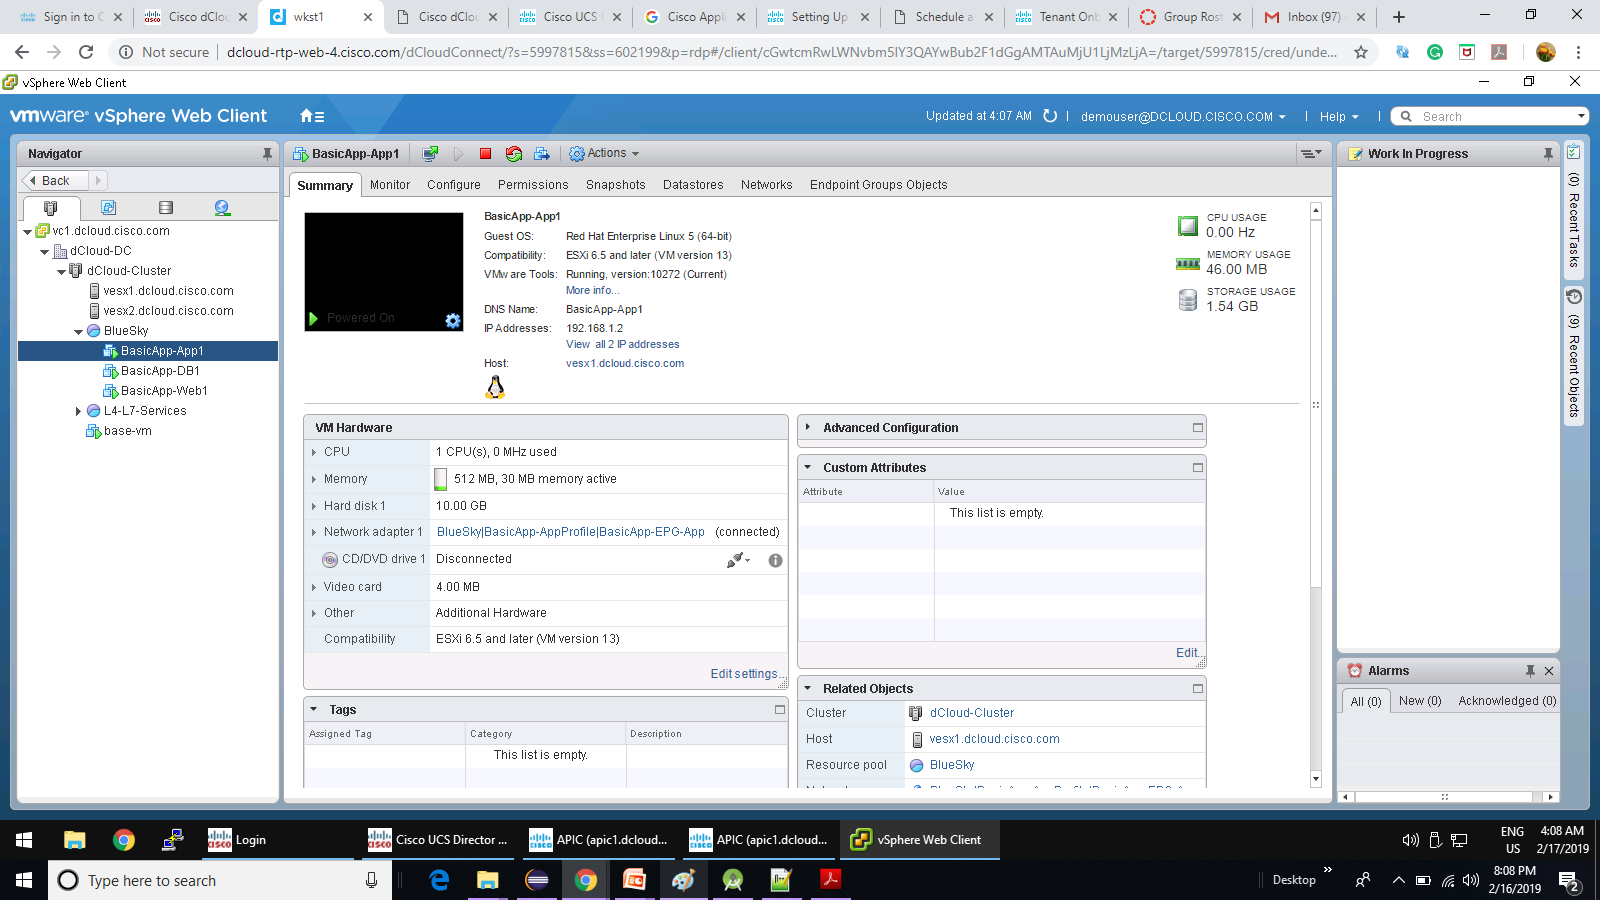 Sign in to C
Cisco dClou
wkst1
Cisco dClou
Cisco UCS
Cisco Appli
Setting Up
Schedule a
Tenant Onb
Group Rost
Inbox (97)
Not secure
dcloud-rtp-web-4.cisco.com/dCloudConnect/?s=5997815&ss=602199&p=rdp#/client/cGwtcmRwLWNvbm5lY3QAYwBub2F1dGgAMTAuMjU1LjMzLjA=/target/5997815/cred/unde...
vSphere Web Client
vmware® vSphere Web Client
Updated at 4:07 AM
demouser@DCLOUD.CISCO.COM
Help
Search
Navigator
Back
vc1.dcloud.cisco.com
dCloud-DC
dCloud-Cluster
vesx1.dcloud.cisco.com
vesx2.dcloud.cisco.com
BlueSky
BasicApp-App1
BasicApp-DB1
BasicApp-Web1
L4-L7-Services
base-vm
BasicApp-App1
Actions
Summary Monitor Configure Permissions Snapshots Datastores Networks Endpoint Groups Objects
Powered On
BasicApp-App1
Guest OS: Red Hat Enterprise Linux 5 (64-bit)
Compatibility: ESXi 6.5 and later (VM version 13)
VMware Tools: Running, version:10272 (Current)
More info...
DNS Name: BasicApp-App1
IP Addresses: 192.168.1.2
View all 2 IP addresses
Host: vesx1.dcloud.cisco.com
CPU USAGE
0.00 Hz
MEMORY USAGE
46.00 MB
STORAGE USAGE
1.54 GB
VM Hardware
CPU 1 CPU(s), 0 MHz used
Memory 512 MB, 30 MB memory active
Hard disk 1 10.00 GB
Network adapter 1 BlueSky|BasicApp-AppProfile|BasicApp-EPG-App (connected)
CD/DVD drive 1 Disconnected
Video card 4.00 MB
Other Additional Hardware
Compatibility ESXi 6.5 and later (VM version 13)
Edit settings...
Tags
Assigned Tag Category Description
This list is empty.
Advanced Configuration
Custom Attributes
Attribute Value
This list is empty.
Edit...
Related Objects
Cluster dCloud-Cluster
Host vesx1.dcloud.cisco.com
Resource pool BlueSky
Work In Progress
Alarms
All (0) New (0) Acknowledged (0)
(0) Recent Tasks
(9) Recent Objects
Login
Cisco UCS Director ...
APIC (apic1.dcloud...
APIC (apic1.dcloud...
vSphere Web Client
ENG
US
4:08 AM
2/17/2019
Type here to search
Desktop
8:08 PM
2/16/2019
2